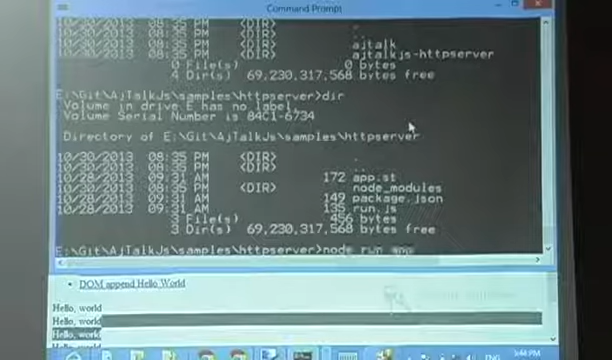 Command Prompt
10/30/2013 08:35 PM <DIR> .
10/30/2013 08:35 PM <DIR> ..
10/30/2013 08:35 PM <DIR> ajtalk
10/30/2013 08:35 PM <DIR> ajtalkjs-httpserver
0 File(s) 0 bytes
4 Dir(s) 69,230,317,568 bytes free
E:\Git\AjTalkJs\samples\httpserver>dir
Volume in drive E has no label.
Volume Serial Number is 84C1-6734
Directory of E:\Git\AjTalkJs\samples\httpserver
10/30/2013 08:35 PM <DIR> .
10/30/2013 08:35 PM <DIR> ..
10/28/2013 09:31 AM 172 app.st
10/30/2013 08:35 PM <DIR> node_modules
10/28/2013 09:31 AM 149 package.json
10/28/2013 09:31 AM 135 run.js
3 File(s) 456 bytes
3 Dir(s) 69,230,317,568 bytes free
E:\Git\AjTalkJs\samples\httpserver>node run app
• DOM append Hello World
Hello, world
Hello, world
Hello, world
ENG